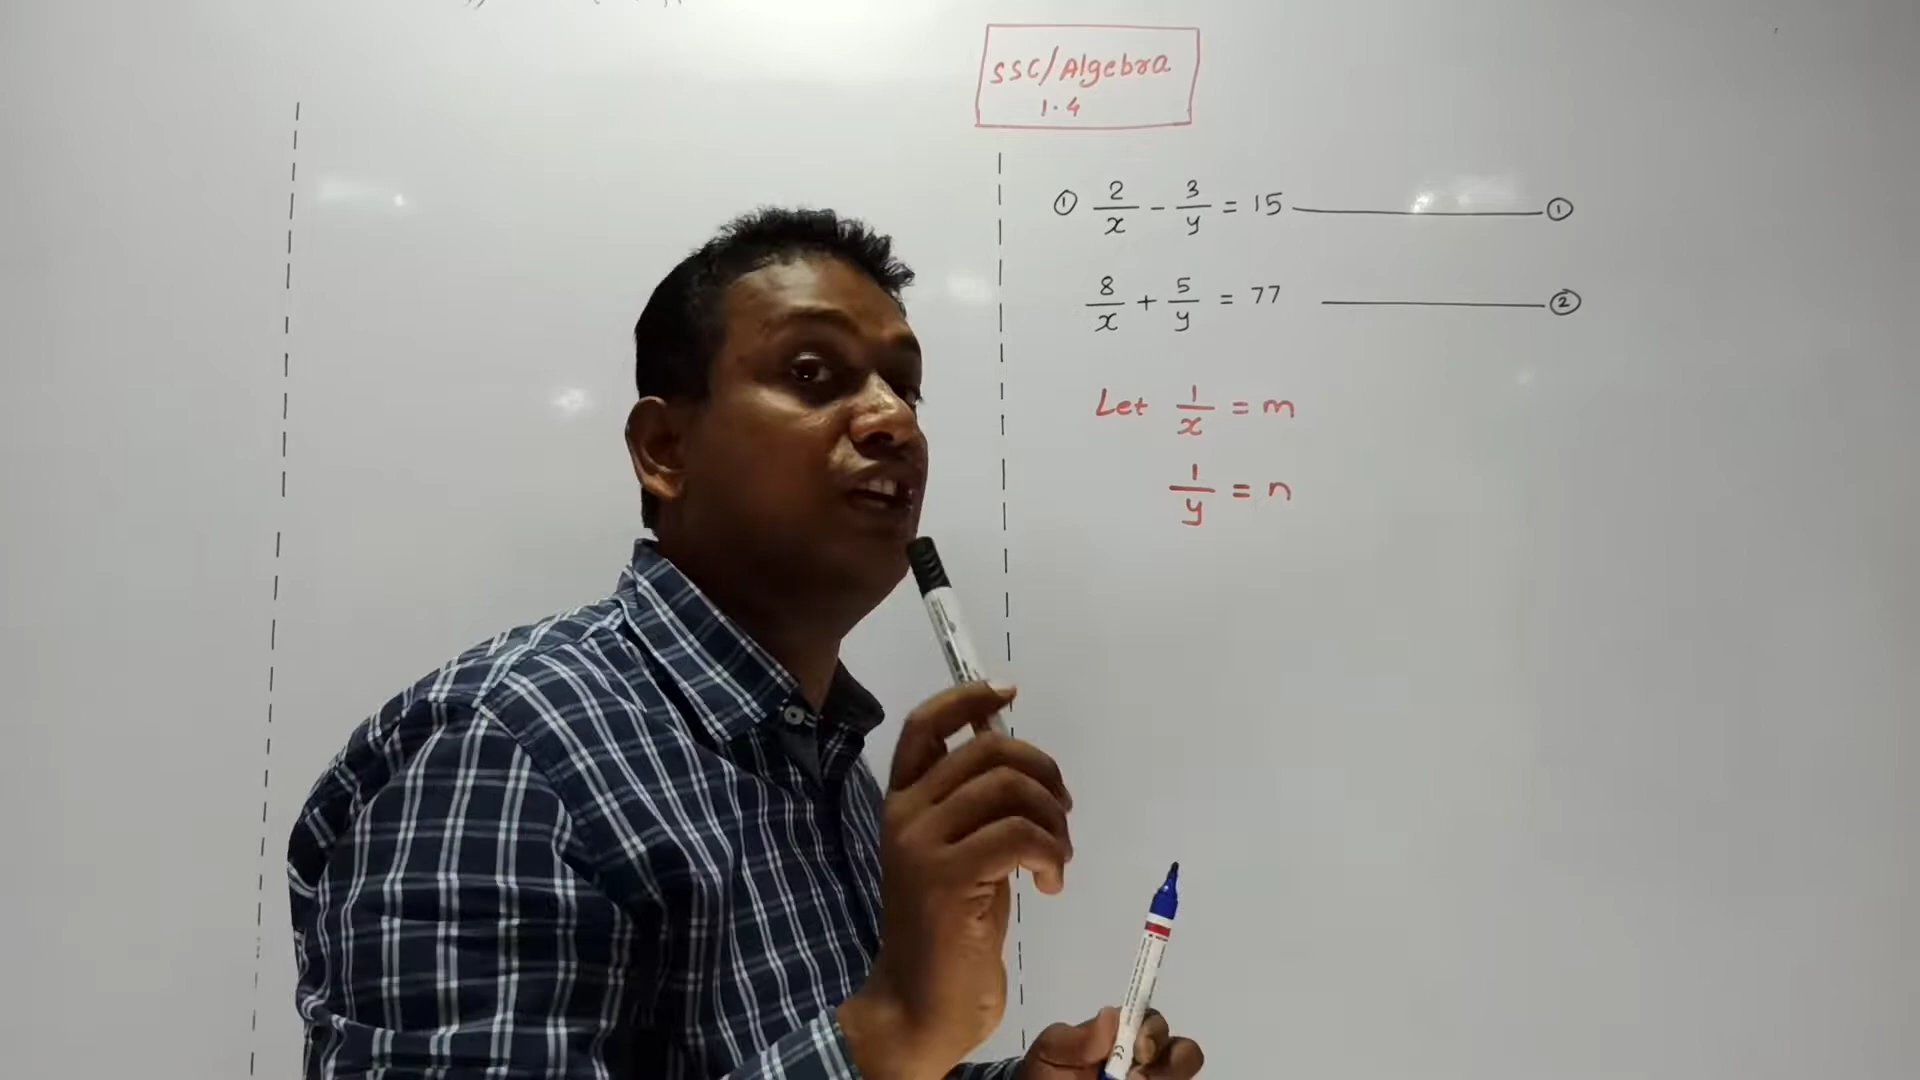 SSC/Algebra
1.4
① 2/x - 3/y = 15 ①
8/x + 5/y = 77 ②
Let 1/x = m
1/y = n